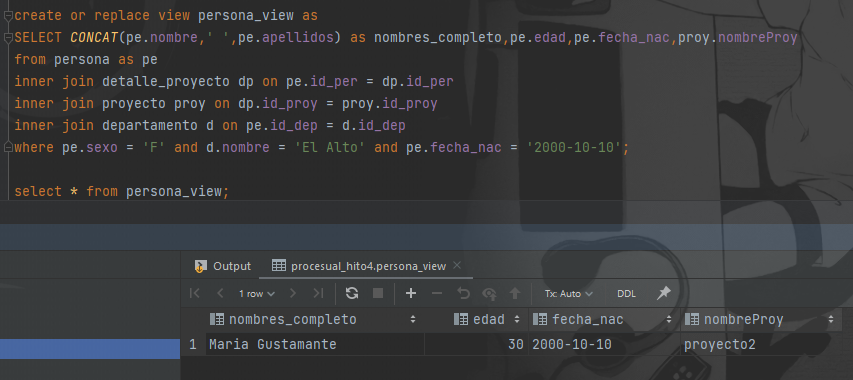 create or replace view persona_view as
SELECT CONCAT(pe.nombre,' ',pe.apellidos) as nombres_completo,pe.edad,pe.fecha_nac,proy.nombreProy
from persona as pe
inner join detalle_proyecto dp on pe.id_per = dp.id_per
inner join proyecto proy on dp.id_proy = proy.id_proy
inner join departamento d on pe.id_dep = d.id_dep
where pe.sexo = 'F' and d.nombre = 'El Alto' and pe.fecha_nac = '2000-10-10';
select * from persona_view;
Output procesual_hito4.persona_view
1 row Tx: Auto DDL
nombres_completo edad fecha_nac nombreProy
1 Maria Gustamante 30 2000-10-10 proyecto2